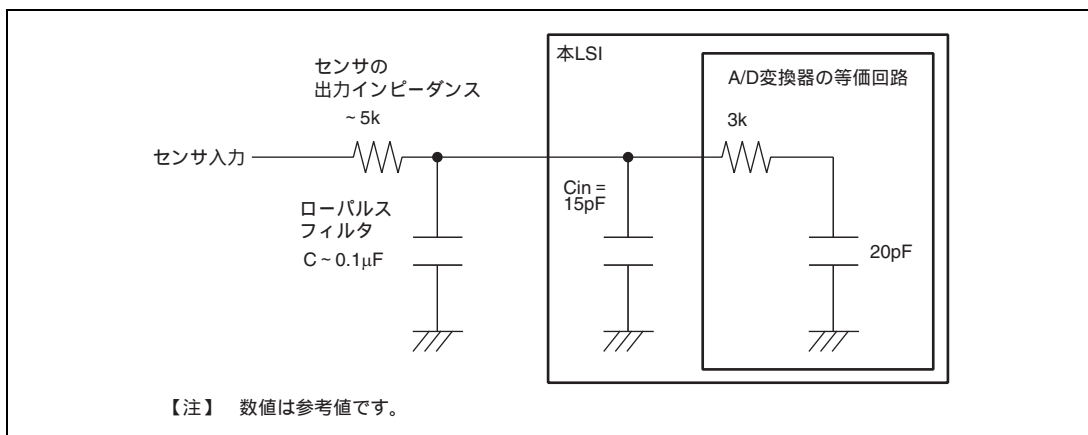 本LSI
センサの
出力インピーダンス
~5k
A/D変換器の等価回路
3k
センサ入力
ローパルス
フィルタ
C~0.1μF
Cin =
15pF
20pF
【注】 数値は参考値です。